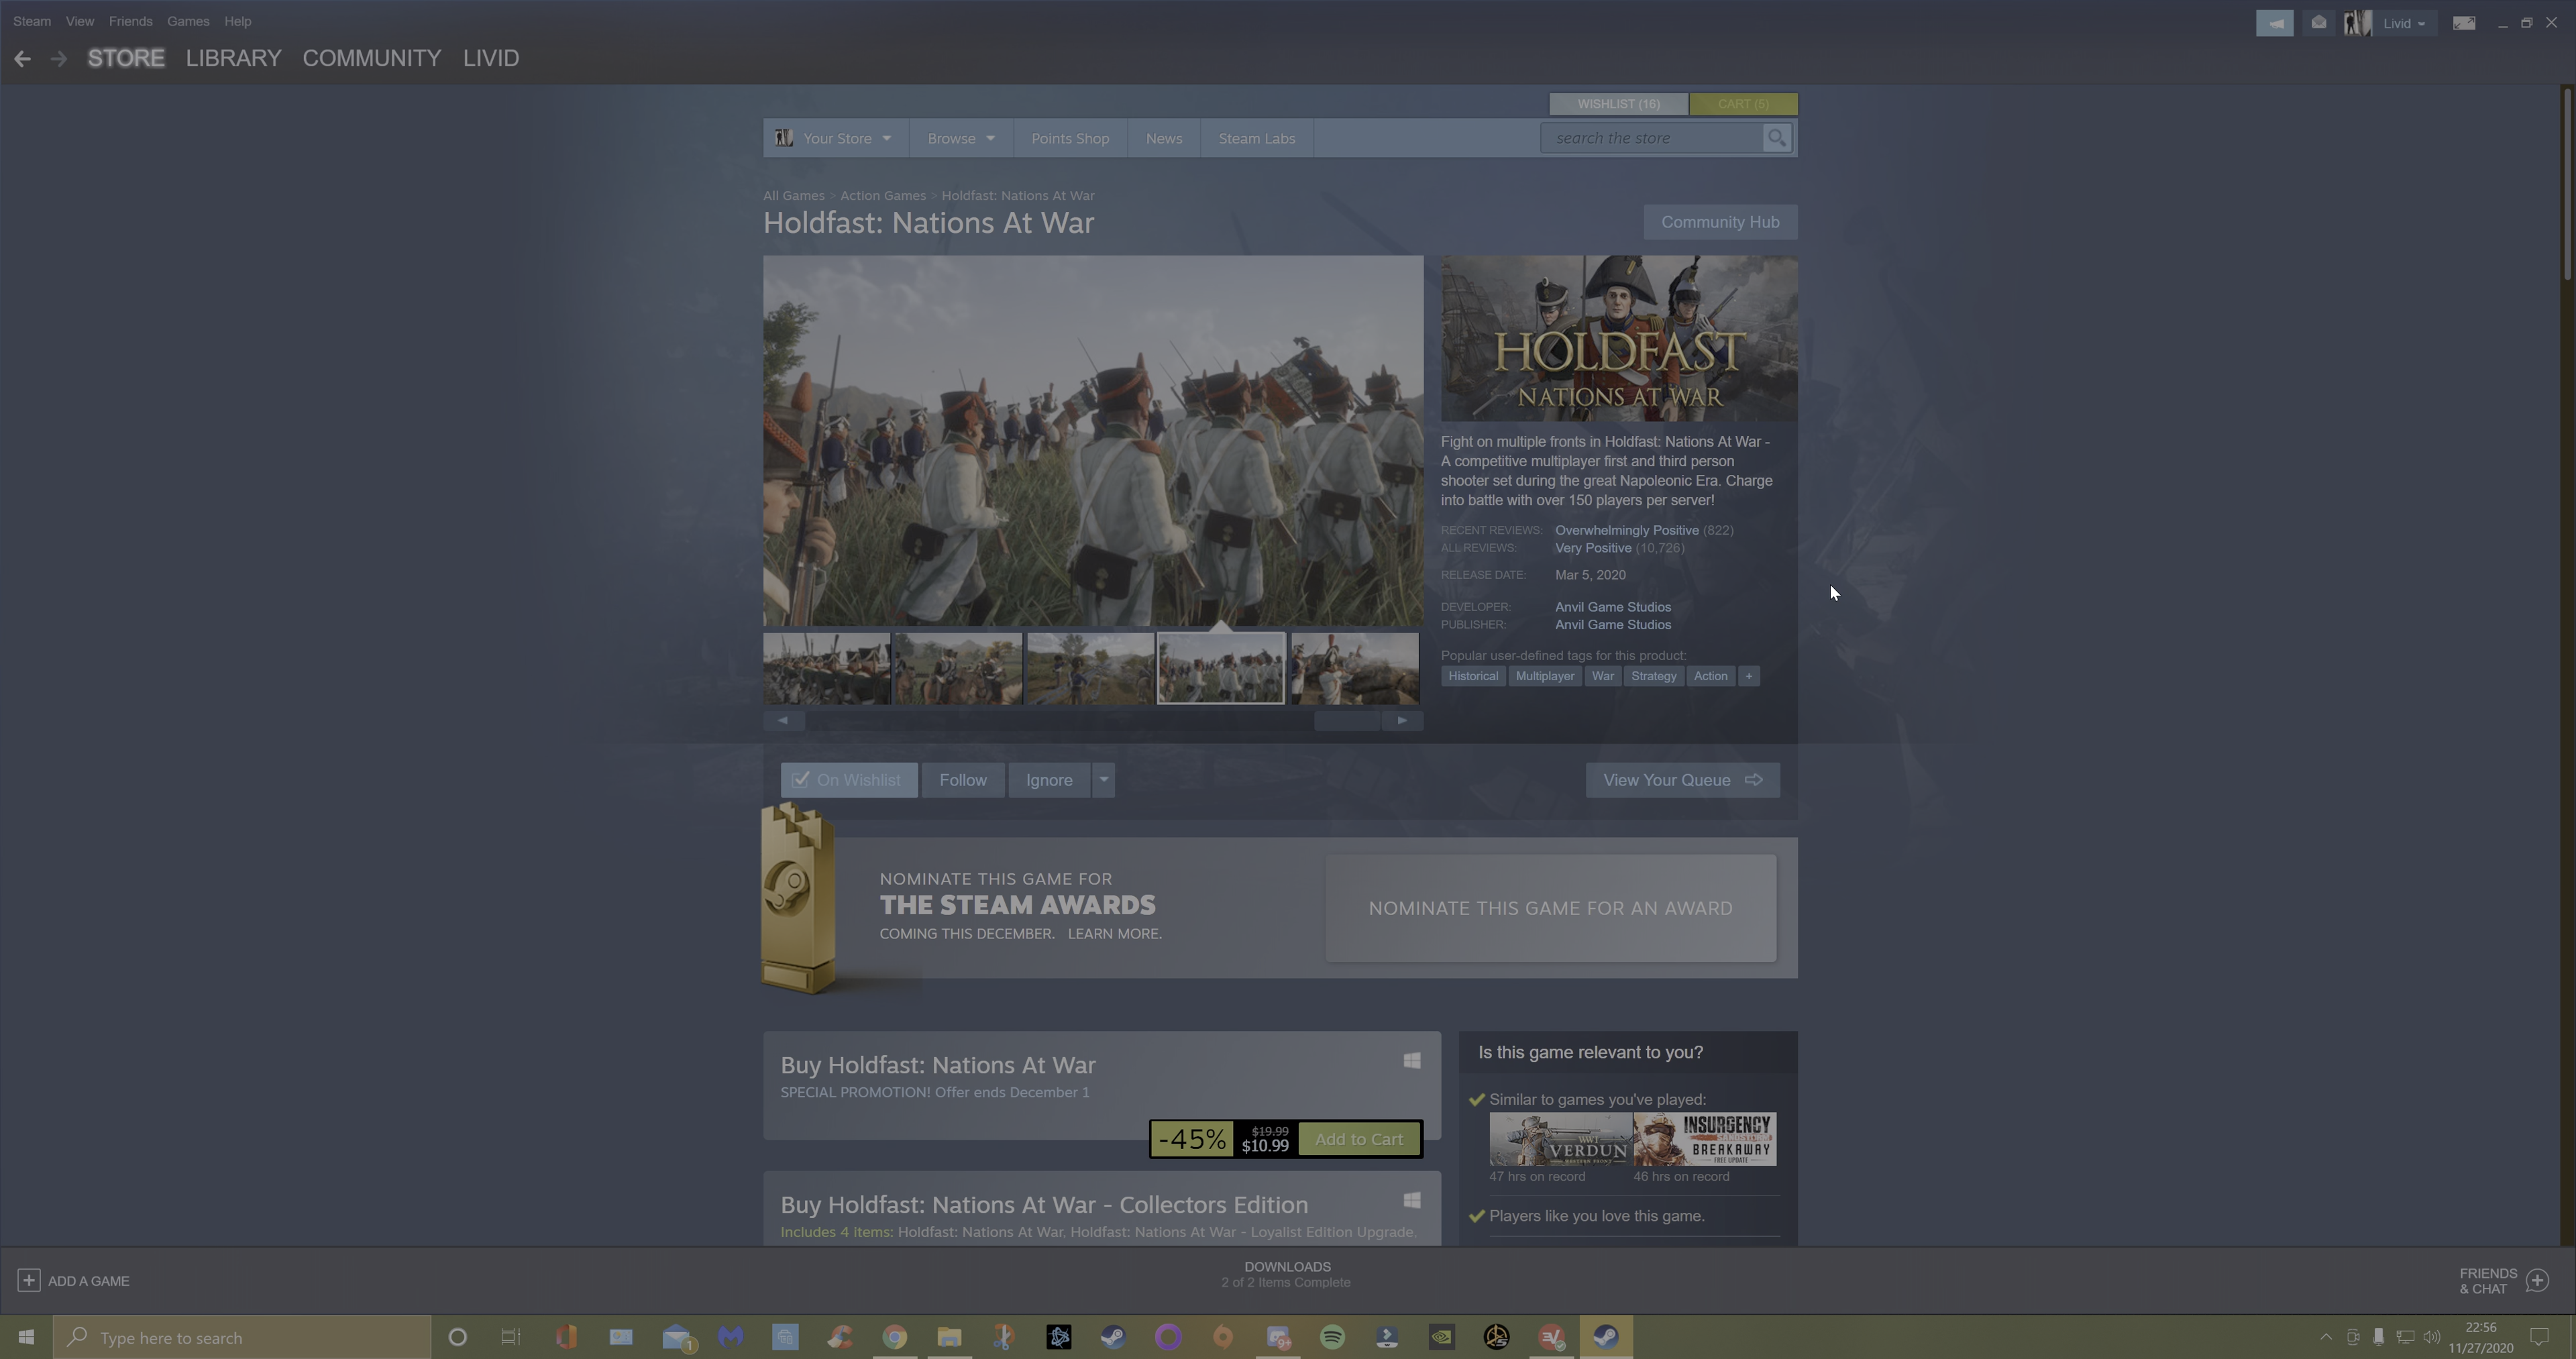 Steam View Friends Games Help
Livid
STORE LIBRARY COMMUNITY LIVID
WISHLIST (16) CART (5)
Your Store Browse Points Shop News Steam Labs
search the store
All Games > Action Games > Holdfast: Nations At War
Holdfast: Nations At War
Community Hub
HOLDFAST
NATIONS AT WAR
Fight on multiple fronts in Holdfast: Nations At War -
A competitive multiplayer first and third person
shooter set during the great Napoleonic Era. Charge
into battle with over 150 players per server!
RECENT REVIEWS: Overwhelmingly Positive (822)
ALL REVIEWS: Very Positive (10,726)
RELEASE DATE: Mar 5, 2020
DEVELOPER: Anvil Game Studios
PUBLISHER: Anvil Game Studios
Popular user-defined tags for this product:
Historical Multiplayer War Strategy Action +
On Wishlist Follow Ignore
View Your Queue
NOMINATE THIS GAME FOR
THE STEAM AWARDS
COMING THIS DECEMBER. LEARN MORE.
NOMINATE THIS GAME FOR AN AWARD
Buy Holdfast: Nations At War
SPECIAL PROMOTION! Offer ends December 1
-45% $19.99 $10.99 Add to Cart
Buy Holdfast: Nations At War - Collectors Edition
Includes 4 items: Holdfast: Nations At War, Holdfast: Nations At War - Loyalist Edition Upgrade,
Is this game relevant to you?
Similar to games you've played:
WWI
VERDUN
WESTERN FRONT
INSURGENCY
SANDSTORM
BREAKAWAY
FREE UPDATE
47 hrs on record 46 hrs on record
Players like you love this game.
ADD A GAME
DOWNLOADS
2 of 2 Items Complete
FRIENDS
& CHAT
Type here to search
1
9+
22:56
11/27/2020